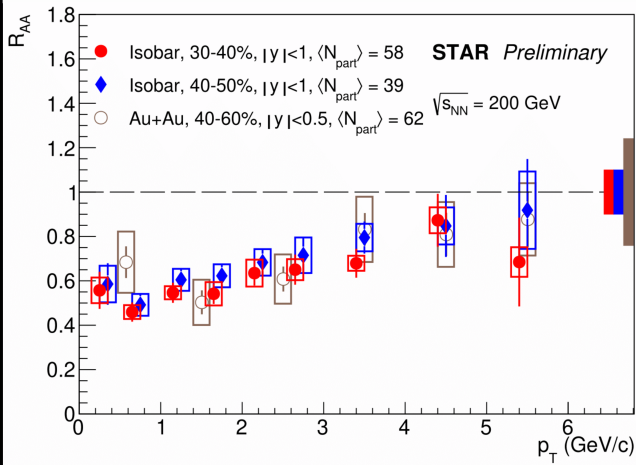 R_AA
1.8
1.6
1.4
1.2
1
0.8
0.6
0.4
0.2
0
Isobar, 30-40%, |y|<1, ⟨N_part⟩ = 58
Isobar, 40-50%, |y|<1, ⟨N_part⟩ = 39
Au+Au, 40-60%, |y|<0.5, ⟨N_part⟩ = 62
STAR Preliminary
√s_NN = 200 GeV
0 1 2 3 4 5 6
p_T (GeV/c)